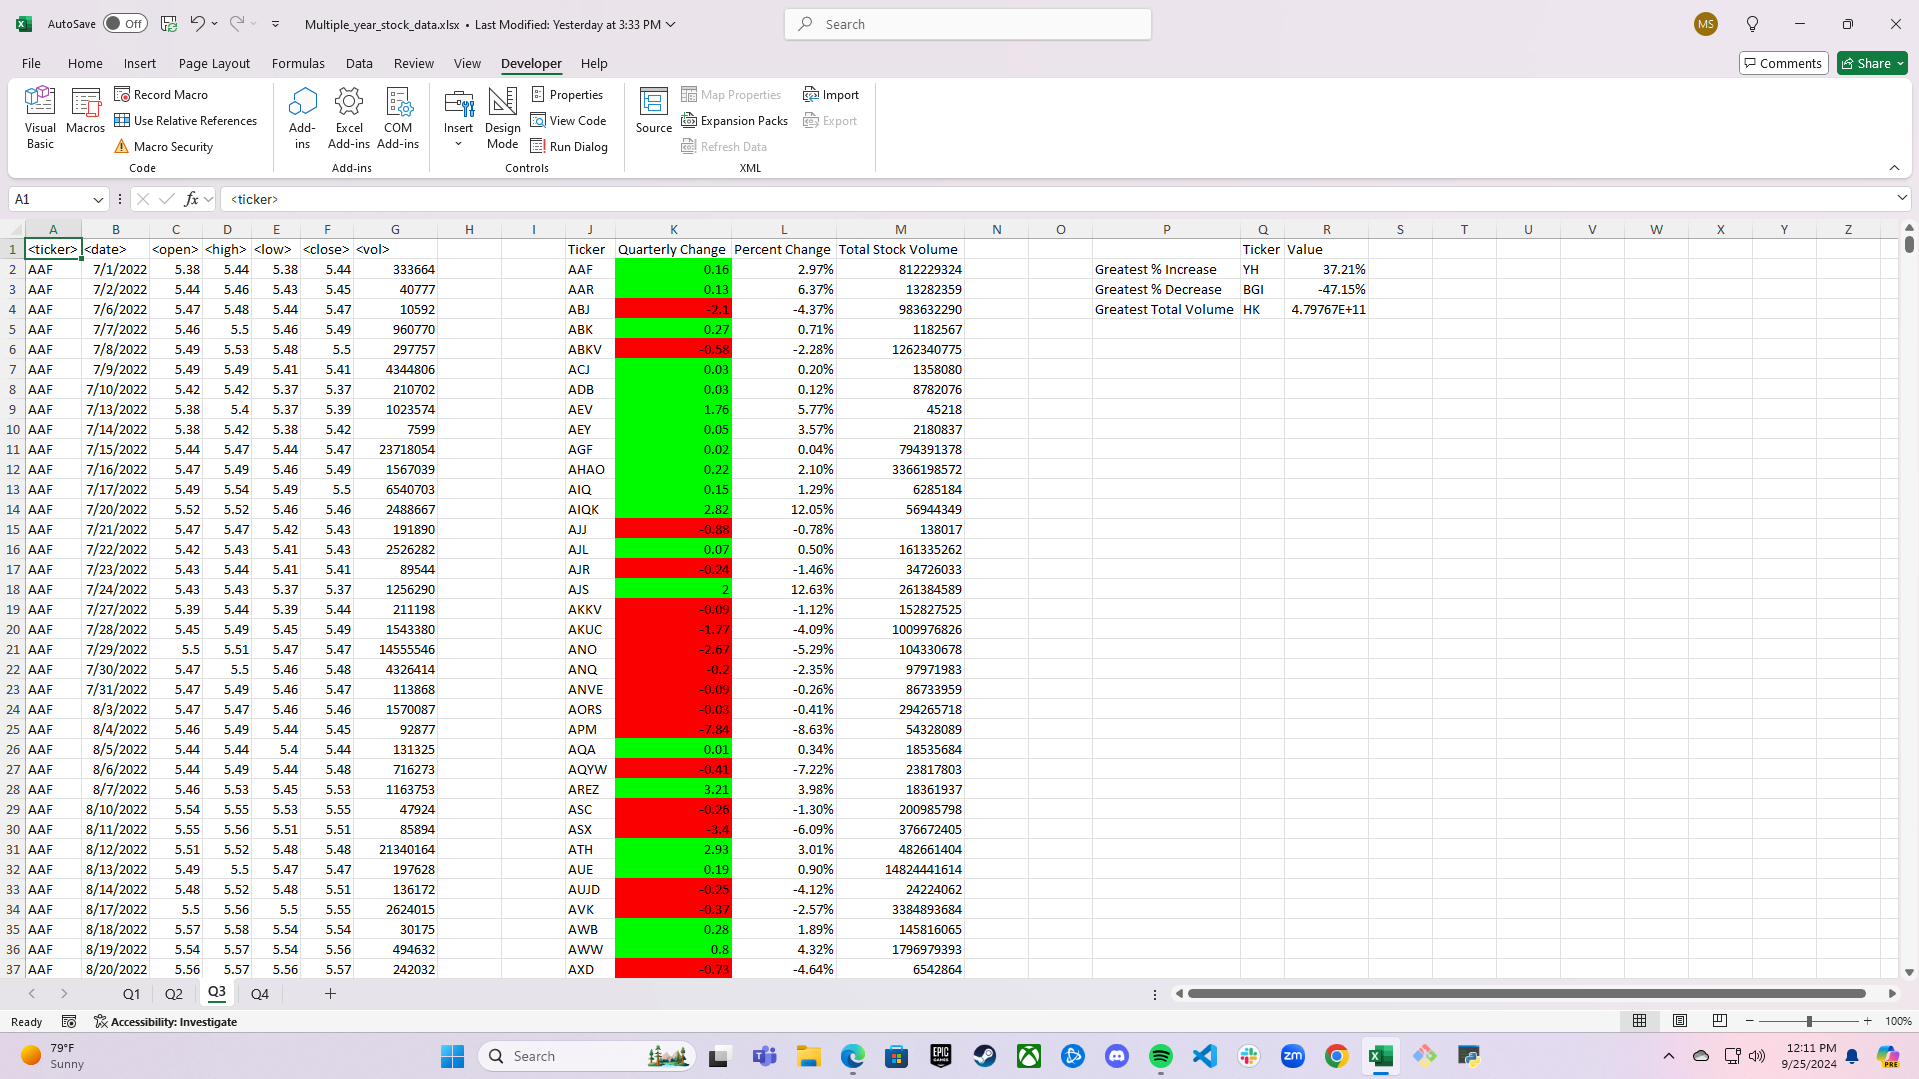 AutoSave Off Multiple_year_stock_data.xlsx • Last Modified: Yesterday at 3:33 PM Search MS
File Home Insert Page Layout Formulas Data Review View Developer Help Comments Share
Visual Basic Macros Record Macro Use Relative References Macro Security Code
Add-ins Excel Add-ins COM Add-ins Add-ins
Insert Design Mode Properties View Code Run Dialog Controls
Source Map Properties Expansion Packs Refresh Data Import Export XML
A1 fx <ticker>
A B C D E F G H I J K L M N O P Q R S T U V W X Y Z
1 <ticker> <date> <open> <high> <low> <close> <vol> Ticker Quarterly Change Percent Change Total Stock Volume Ticker Value
2 AAF 7/1/2022 5.38 5.44 5.38 5.44 333664 AAF 0.16 2.97% 812229324 Greatest % Increase YH 37.21%
3 AAF 7/2/2022 5.44 5.46 5.43 5.45 40777 AAR 0.13 6.37% 13282359 Greatest % Decrease BGI -47.15%
4 AAF 7/6/2022 5.47 5.48 5.44 5.47 10592 ABJ -2.1 -4.37% 983632290 Greatest Total Volume HK 4.79767E+11
5 AAF 7/7/2022 5.46 5.5 5.46 5.49 960770 ABK 0.27 0.71% 1182567
6 AAF 7/8/2022 5.49 5.53 5.48 5.5 297757 ABKV -0.58 -2.28% 1262340775
7 AAF 7/9/2022 5.49 5.49 5.41 5.41 4344806 ACJ 0.03 0.20% 1358080
8 AAF 7/10/2022 5.42 5.42 5.37 5.37 210702 ADB 0.03 0.12% 8782076
9 AAF 7/13/2022 5.38 5.4 5.37 5.39 1023574 AEV 1.76 5.77% 45218
10 AAF 7/14/2022 5.38 5.42 5.38 5.42 7599 AEY 0.05 3.57% 2180837
11 AAF 7/15/2022 5.44 5.47 5.44 5.47 23718054 AGF 0.02 0.04% 794391378
12 AAF 7/16/2022 5.47 5.49 5.46 5.49 1567039 AHAO 0.22 2.10% 3366198572
13 AAF 7/17/2022 5.49 5.54 5.49 5.5 6540703 AIQ 0.15 1.29% 6285184
14 AAF 7/20/2022 5.52 5.52 5.46 5.46 2488667 AIQK 2.82 12.05% 56944349
15 AAF 7/21/2022 5.47 5.47 5.42 5.43 191890 AJJ -0.88 -0.78% 138017
16 AAF 7/22/2022 5.42 5.43 5.41 5.43 2526282 AJL 0.07 0.50% 161335262
17 AAF 7/23/2022 5.43 5.44 5.41 5.41 89544 AJR -0.24 -1.46% 34726033
18 AAF 7/24/2022 5.43 5.43 5.37 5.37 1256290 AJS 2 12.63% 261384589
19 AAF 7/27/2022 5.39 5.44 5.39 5.44 211198 AKKV -0.09 -1.12% 152827525
20 AAF 7/28/2022 5.45 5.49 5.45 5.49 1543380 AKUC -1.77 -4.09% 1009976826
21 AAF 7/29/2022 5.5 5.51 5.47 5.47 14555546 ANO -2.67 -5.29% 104330678
22 AAF 7/30/2022 5.47 5.5 5.46 5.48 4326414 ANQ -0.2 -2.35% 97971983
23 AAF 7/31/2022 5.47 5.49 5.46 5.47 113868 ANVE -0.09 -0.26% 86733959
24 AAF 8/3/2022 5.47 5.47 5.46 5.46 1570087 AORS -0.03 -0.41% 294265718
25 AAF 8/4/2022 5.46 5.49 5.44 5.45 92877 APM -7.84 -8.63% 54328089
26 AAF 8/5/2022 5.44 5.44 5.4 5.44 131325 AQA 0.01 0.34% 18535684
27 AAF 8/6/2022 5.44 5.49 5.44 5.48 716273 AQYW -0.41 -7.22% 23817803
28 AAF 8/7/2022 5.46 5.53 5.45 5.53 1163753 AREZ 3.21 3.98% 18361937
29 AAF 8/10/2022 5.54 5.55 5.53 5.55 47924 ASC -0.26 -1.30% 200985798
30 AAF 8/11/2022 5.55 5.56 5.51 5.51 85894 ASX -3.4 -6.09% 376672405
31 AAF 8/12/2022 5.51 5.52 5.48 5.48 21340164 ATH 2.93 3.01% 482661404
32 AAF 8/13/2022 5.49 5.5 5.47 5.47 197628 AUE 0.19 0.90% 14824441614
33 AAF 8/14/2022 5.48 5.52 5.48 5.51 136172 AUJD -0.25 -4.12% 24224062
34 AAF 8/17/2022 5.5 5.56 5.5 5.55 2624015 AVK -0.37 -2.57% 3384893684
35 AAF 8/18/2022 5.57 5.58 5.54 5.54 30175 AWB 0.28 1.89% 145816065
36 AAF 8/19/2022 5.54 5.57 5.54 5.56 494632 AWW 0.8 4.32% 1796979393
37 AAF 8/20/2022 5.56 5.57 5.56 5.57 242032 AXD -0.73 -4.64% 6542864
Q1 Q2 Q3 Q4
Ready Accessibility: Investigate 100%
79°F Sunny Search EPIC GAMES zm PRE 12:11 PM
9/25/2024